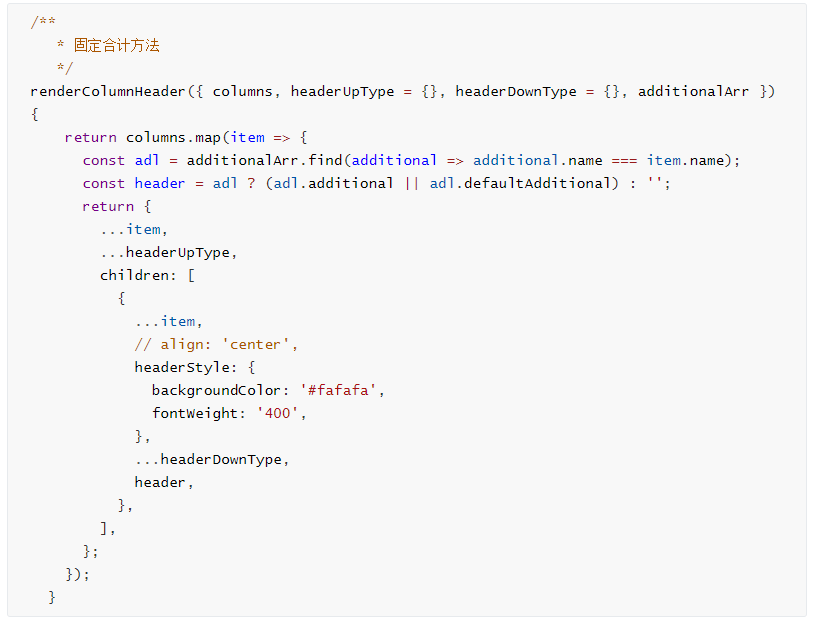 /**
   * 固定合计方法
   */
renderColumnHeader({ columns, headerUpType = {}, headerDownType = {}, additionalArr })
{
    return columns.map(item => {
      const adl = additionalArr.find(additional => additional.name === item.name);
      const header = adl ? (adl.additional || adl.defaultAdditional) : '';
      return {
        ...item,
        ...headerUpType,
        children: [
          {
            ...item,
            // align: 'center',
            headerStyle: {
              backgroundColor: '#fafafa',
              fontWeight: '400',
            },
            ...headerDownType,
            header,
          },
        ],
      };
    });
  }